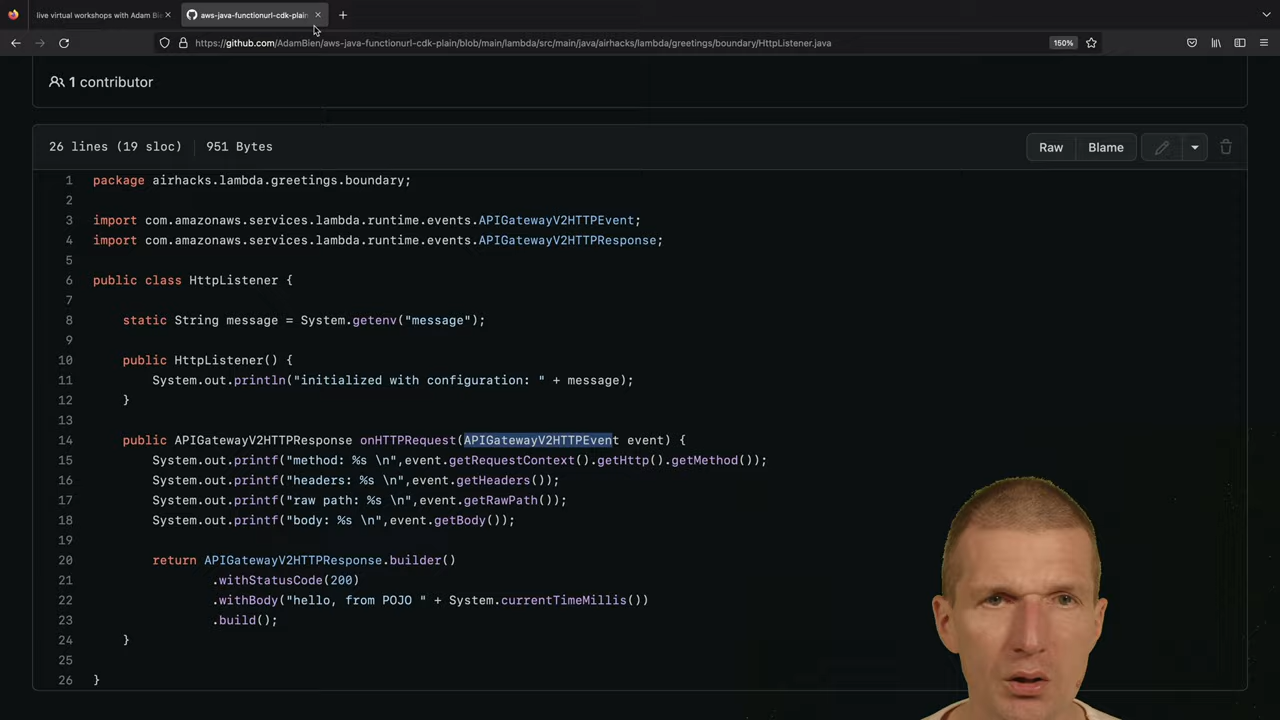 live virtual workshops with Adam Bie
aws-java-functionurl-cdk-plain
https://github.com/AdamBien/aws-java-functionurl-cdk-plain/blob/main/lambda/src/main/java/airhacks/lambda/greetings/boundary/HttpListener.java
150%
1 contributor
26 lines (19 sloc) 951 Bytes
Raw Blame
1 package airhacks.lambda.greetings.boundary;
2
3 import com.amazonaws.services.lambda.runtime.events.APIGatewayV2HTTPEvent;
4 import com.amazonaws.services.lambda.runtime.events.APIGatewayV2HTTPResponse;
5
6 public class HttpListener {
7
8 static String message = System.getenv("message");
9
10 public HttpListener() {
11 System.out.println("initialized with configuration: " + message);
12 }
13
14 public APIGatewayV2HTTPResponse onHTTPRequest(APIGatewayV2HTTPEvent event) {
15 System.out.printf("method: %s \n",event.getRequestContext().getHttp().getMethod());
16 System.out.printf("headers: %s \n",event.getHeaders());
17 System.out.printf("raw path: %s \n",event.getRawPath());
18 System.out.printf("body: %s \n",event.getBody());
19
20 return APIGatewayV2HTTPResponse.builder()
21 .withStatusCode(200)
22 .withBody("hello, from POJO " + System.currentTimeMillis())
23 .build();
24 }
25
26 }